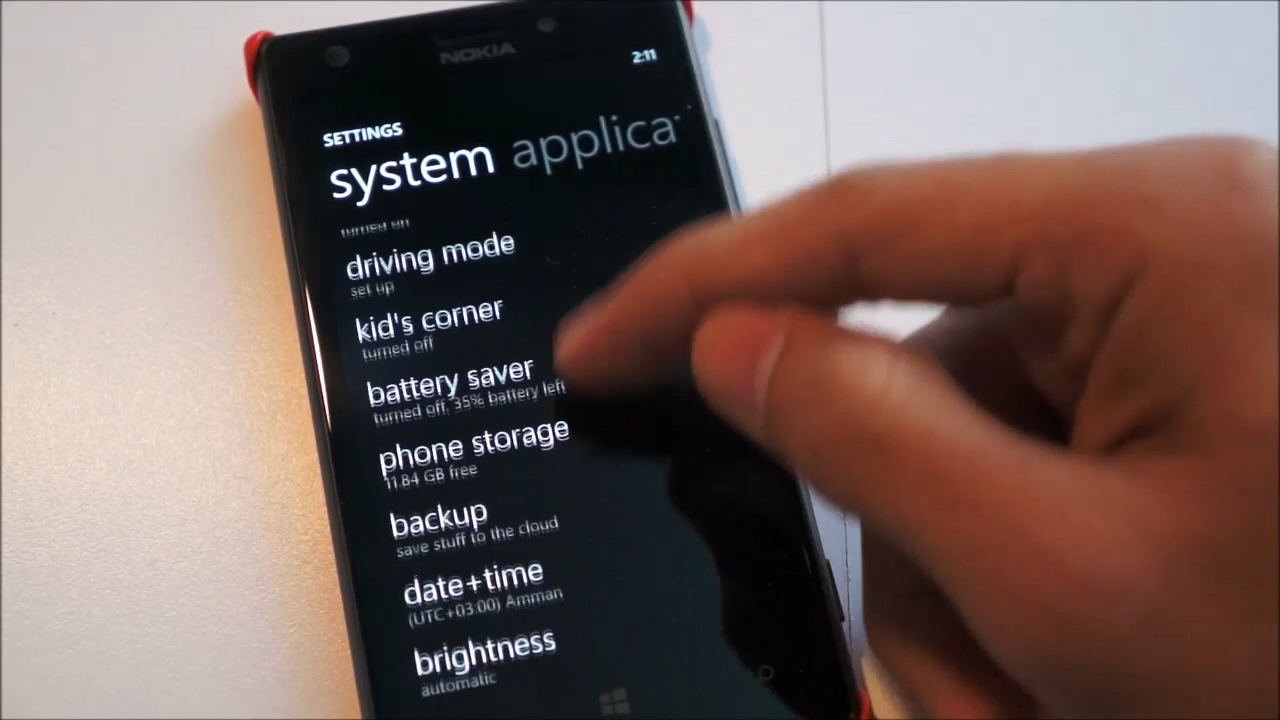 NOKIA
2:11
SETTINGS
system applica
turned on
driving mode
set up
kid's corner
turned off
battery saver
turned off, 35% battery left
phone storage
11.84 GB free
backup
save stuff to the cloud
date+time
(UTC+03:00) Amman
brightness
automatic